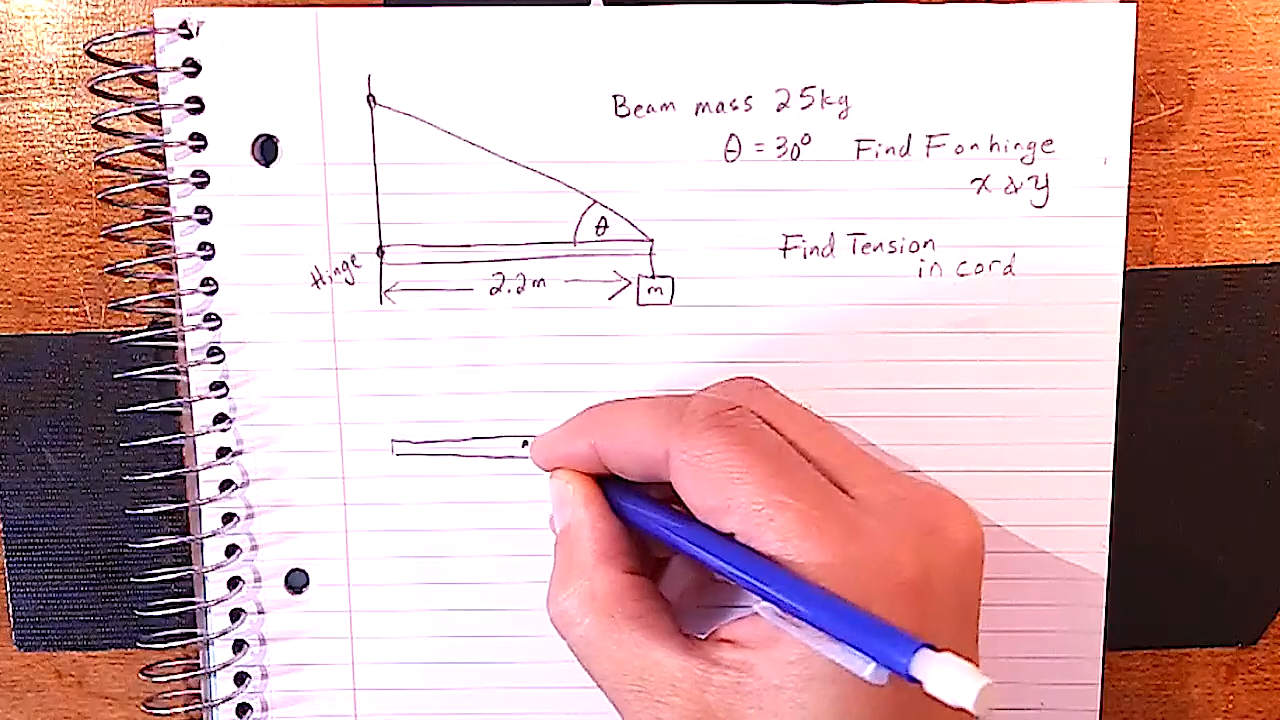 Beam mass 25kg
θ = 30° Find F on hinge
x & y
Find Tension
in cord
θ
Hinge
2.2m
m